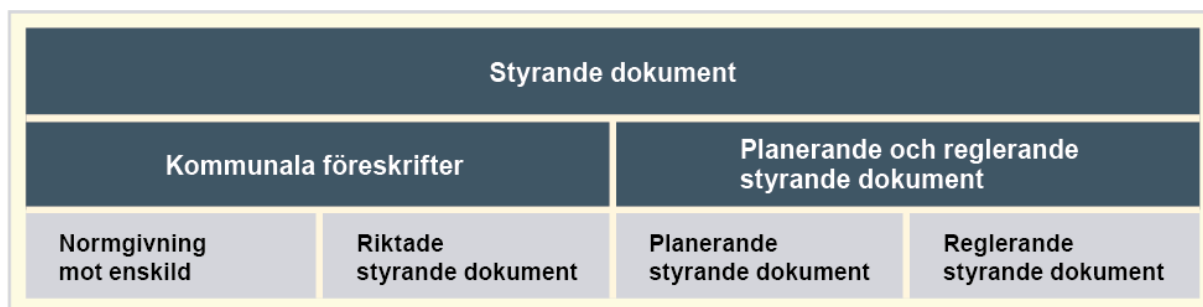 Styrande dokument
Kommunala föreskrifter
Planerande och reglerande
styrande dokument
Normgivning
mot enskild
Riktade
styrande dokument
Planerande
styrande dokument
Reglerande
styrande dokument